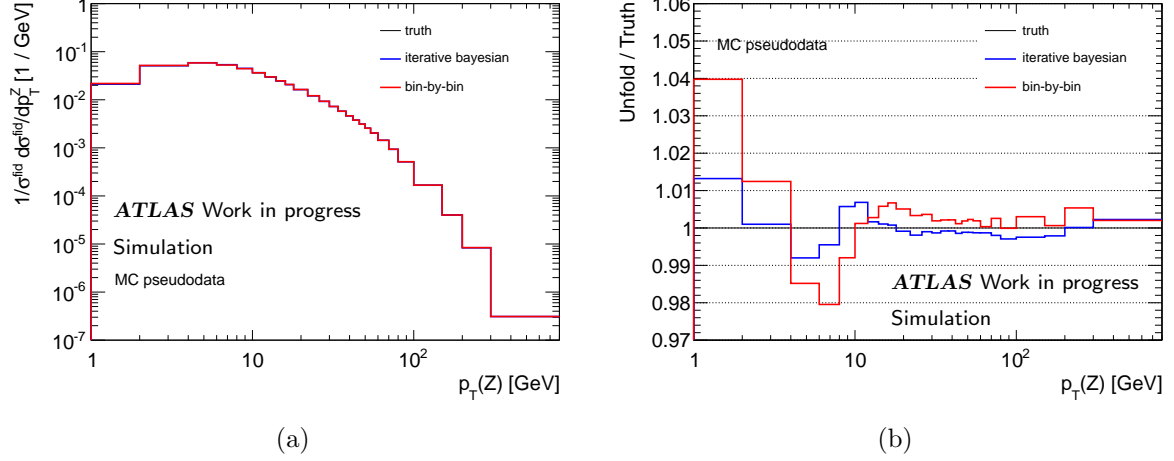 1/σ^fid dσ^fid/dp_T^Z [1 / GeV]
1
10^-1
10^-2
10^-3
10^-4
10^-5
10^-6
10^-7
truth
iterative bayesian
bin-by-bin
ATLAS Work in progress
Simulation
MC pseudodata
1 10 10^2
p_T(Z) [GeV]
(a)
Unfold / Truth
1.06
1.05
1.04
1.03
1.02
1.01
1
0.99
0.98
0.97
MC pseudodata
truth
iterative bayesian
bin-by-bin
ATLAS Work in progress
Simulation
1 10 10^2
p_T(Z) [GeV]
(b)